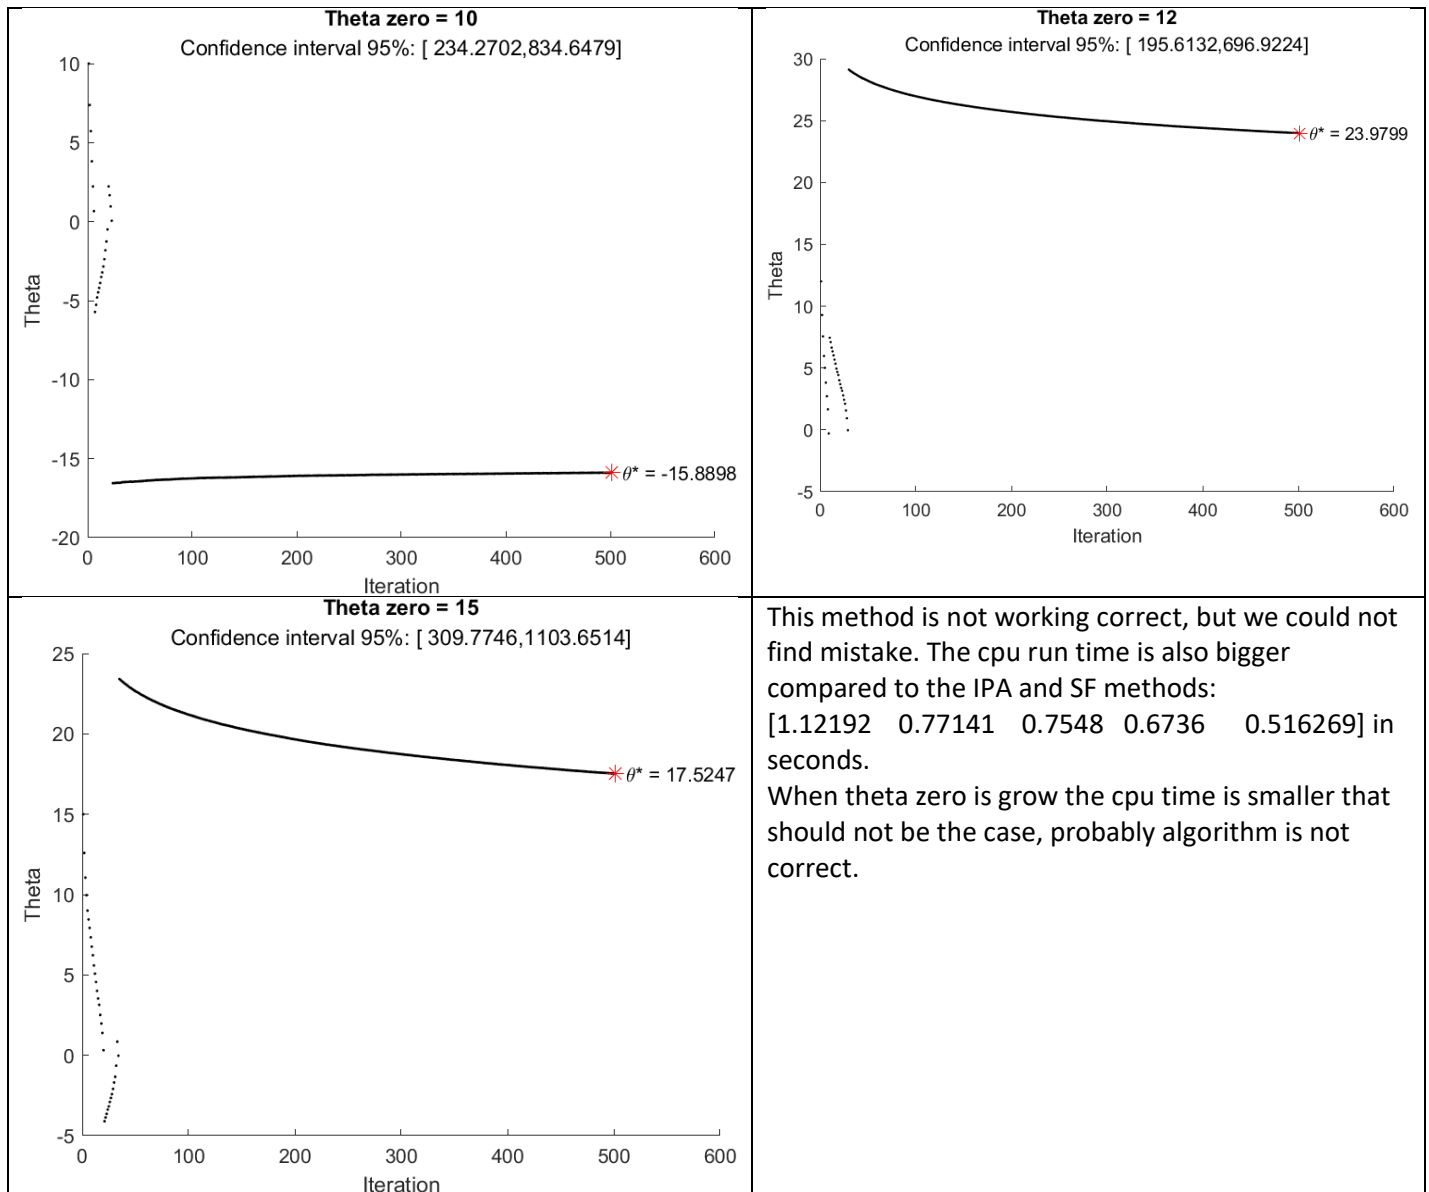 Theta zero = 10
Confidence interval 95%: [ 234.2702,834.6479]
10
5
0
-5
-10
-15
-20
Theta
θ* = -15.8898
0 100 200 300 400 500 600
Iteration
Theta zero = 12
Confidence interval 95%: [ 195.6132,696.9224]
30
25
20
15
10
5
0
-5
Theta
θ* = 23.9799
0 100 200 300 400 500 600
Iteration
Theta zero = 15
Confidence interval 95%: [ 309.7746,1103.6514]
25
20
15
10
5
0
-5
Theta
θ* = 17.5247
0 100 200 300 400 500 600
Iteration
This method is not working correct, but we could not
find mistake. The cpu run time is also bigger
compared to the IPA and SF methods:
[1.12192 0.77141 0.7548 0.6736 0.516269] in
seconds.
When theta zero is grow the cpu time is smaller that
should not be the case, probably algorithm is not
correct.